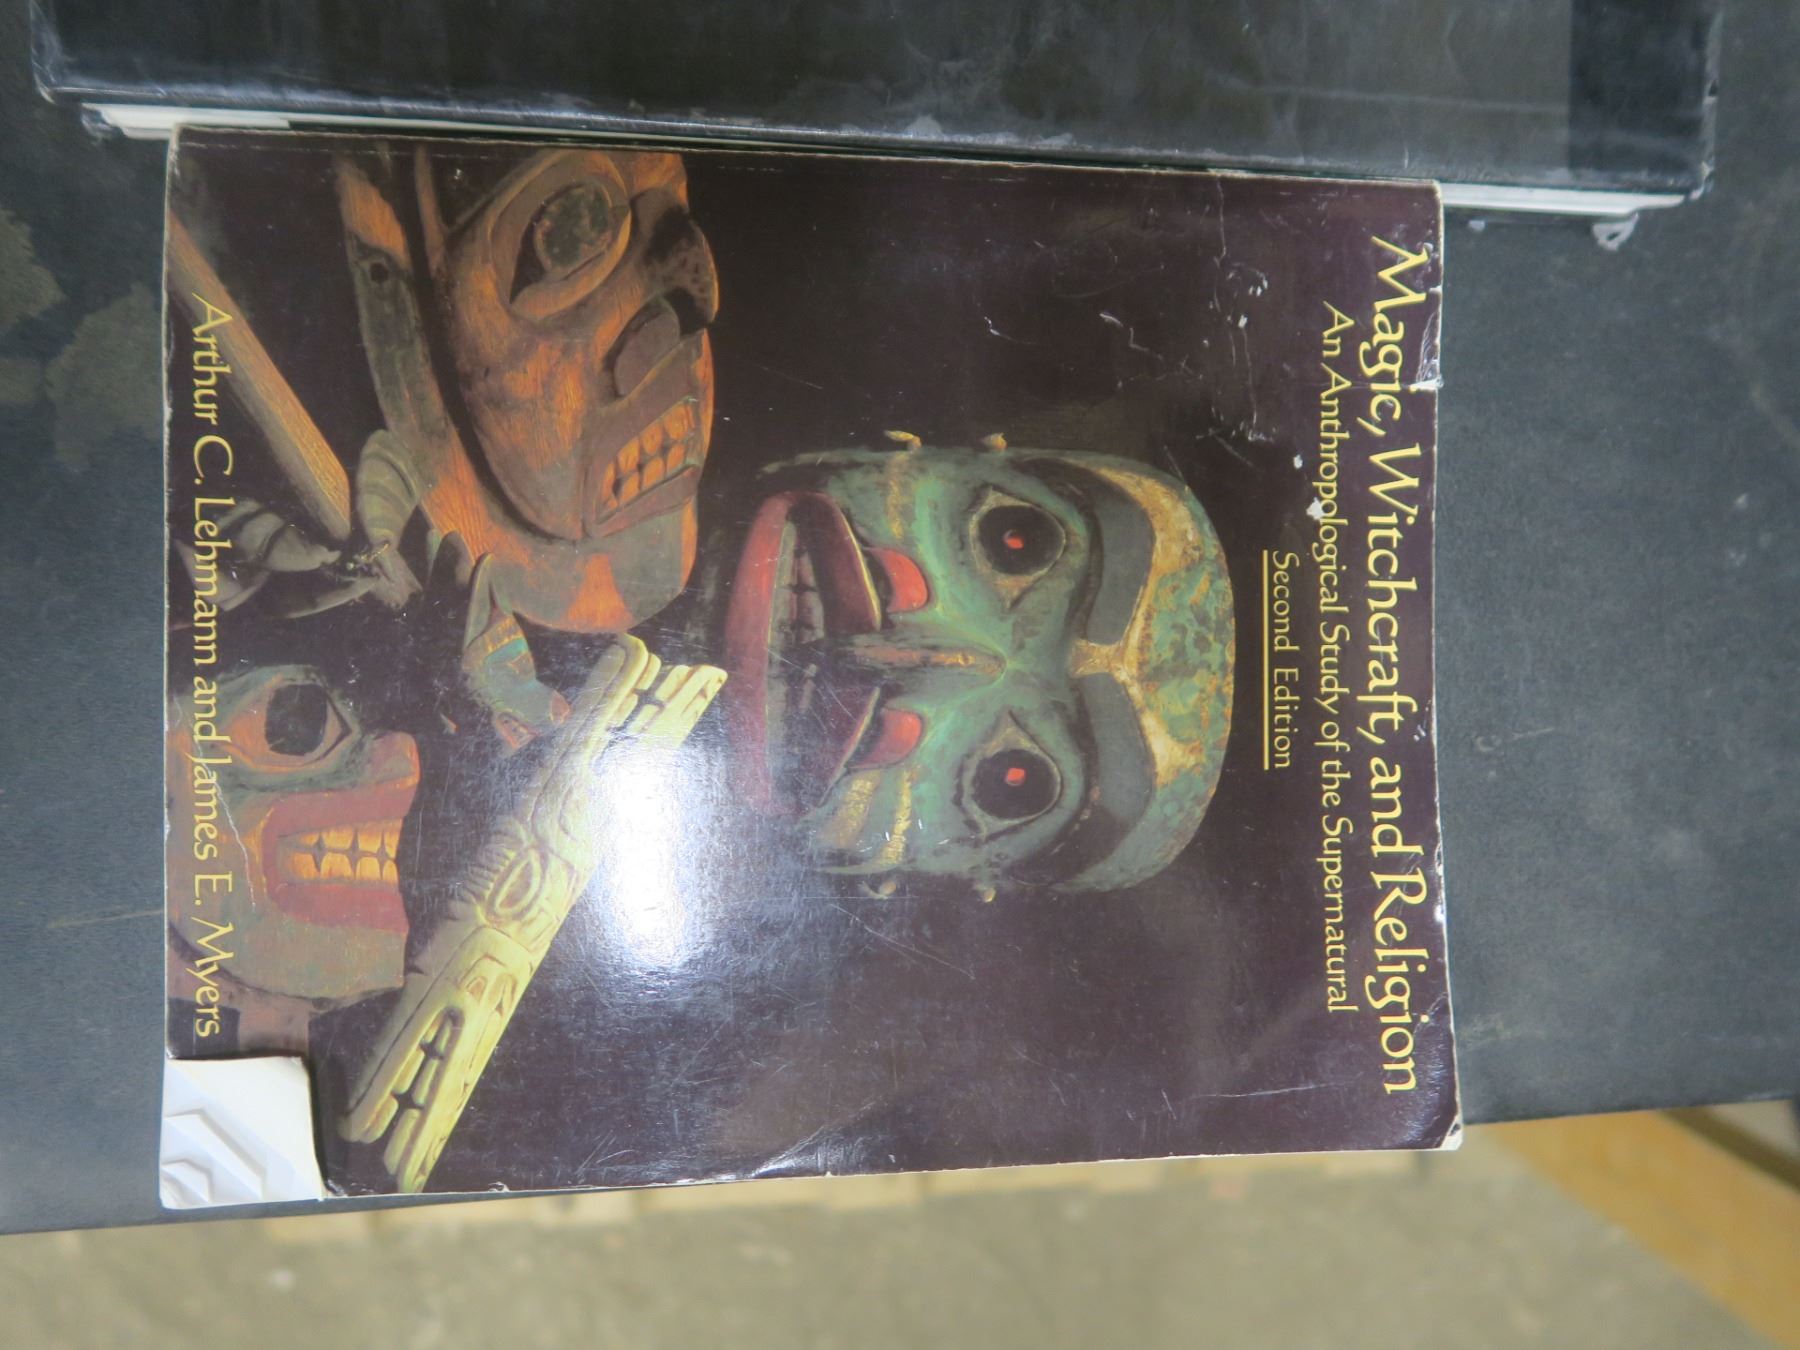 Magic, Witchcraft, and Religion
An Anthropological Study of the Supernatural
Second Edition
Arthur C. Lehmann and James E. Myers